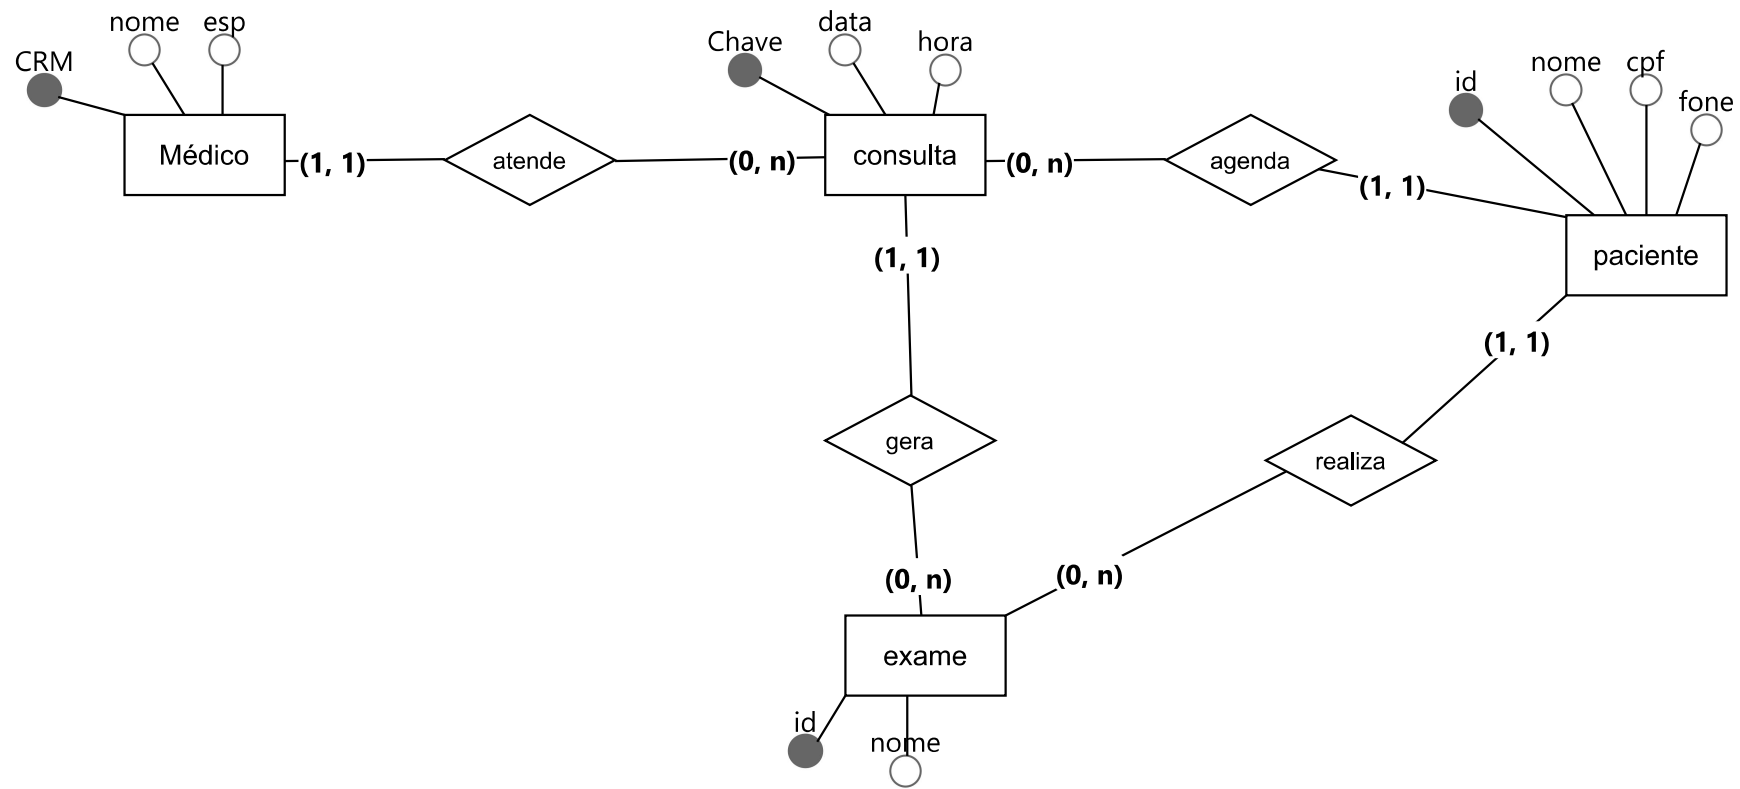 CRM
nome
esp
Médico
(1, 1)
atende
(0, n)
Chave
data
hora
consulta
(0, n)
agenda
(1, 1)
id
nome
cpf
fone
paciente
(1, 1)
gera
(0, n)
(1, 1)
realiza
(0, n)
exame
id
nome